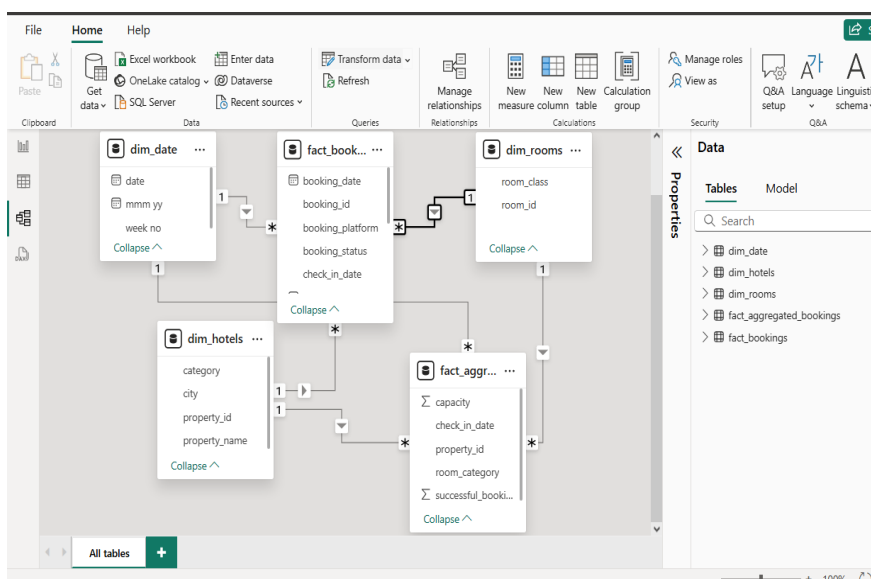 File Home Help S
Paste
Clipboard
Get data
Excel workbook
OneLake catalog
SQL Server
Enter data
Dataverse
Recent sources
Data
Transform data
Refresh
Queries
Manage relationships
Relationships
New measure
New column
New table
Calculation group
Calculations
Manage roles
View as
Security
Q&A setup
Language
Linguisti
schema
Q&A
dim_date ...
date
mmm yy
week no
Collapse
fact_book... ...
booking_date
booking_id
booking_platform
booking_status
check_in_date
Collapse
dim_rooms ...
room_class
room_id
Collapse
1
*
*
1
1
1
dim_hotels ...
category
city
property_id
property_name
Collapse
*
1
1
*
fact_aggr... ...
Σ capacity
check_in_date
property_id
room_category
Σ successful_booki...
Collapse
*
*
Properties
Data
Tables Model
Search
dim_date
dim_hotels
dim_rooms
fact_aggregated_bookings
fact_bookings
All tables +
100%